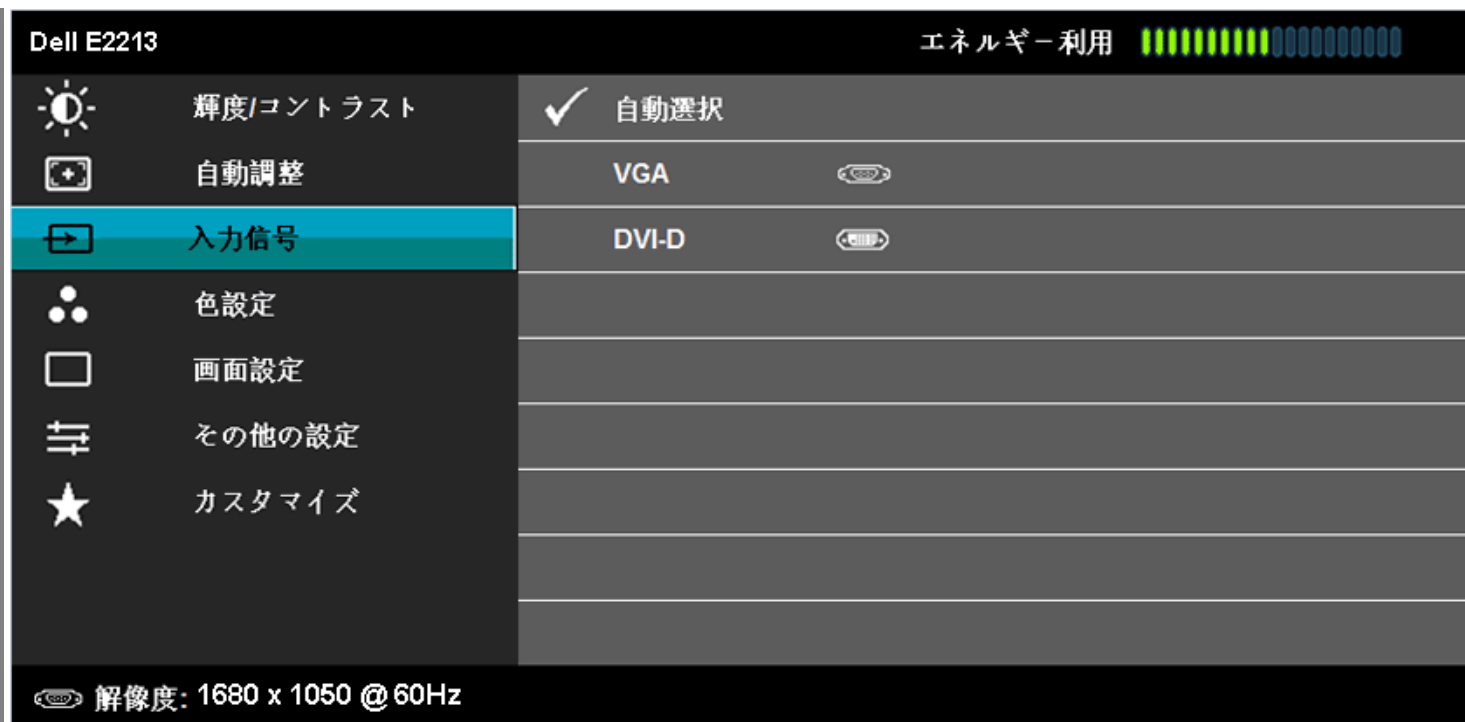 Dell E2213 エネルギー利用
輝度/コントラスト
自動選択
自動調整
VGA
入力信号
DVI-D
色設定
画面設定
その他の設定
カスタマイズ
解像度: 1680 x 1050 @ 60Hz